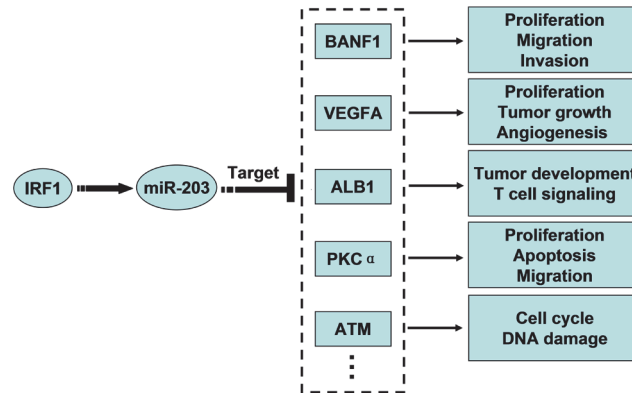 BANF1
Proliferation
Migration
Invasion
VEGFA
Proliferation
Tumor growth
Angiogenesis
IRF1
miR-203
Target
ALB1
Tumor development
T cell signaling
PKC α
Proliferation
Apoptosis
Migration
ATM
Cell cycle
DNA damage